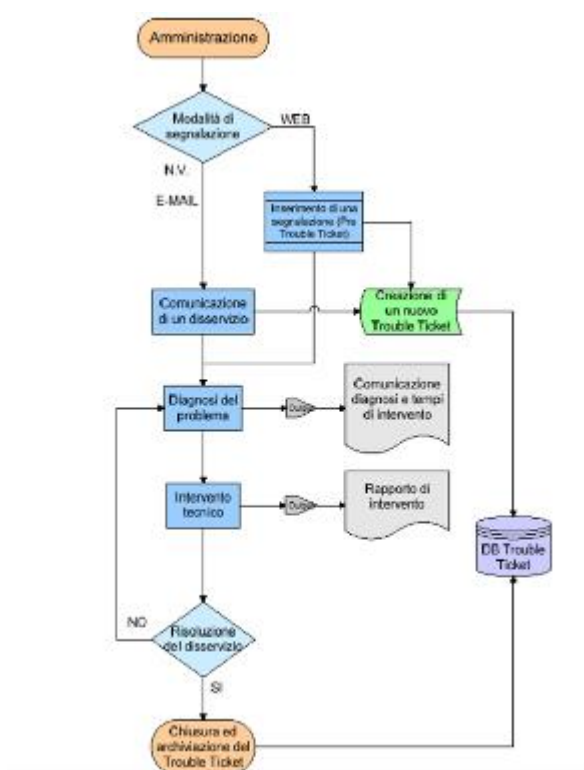 Amministrazione
Modalità di
segnalazione
WEB
N.V.
E-MAIL
Inserimento di una
segnalazione (Pre
Trouble Ticket)
Comunicazione
di un disservizio
Creazione di
un nuovo
Trouble Ticket
Diagnosi del
problema
Output
Comunicazione
diagnosi e tempi
di intervento
Intervento
tecnico
Output
Rapporto di
intervento
DB Trouble
Ticket
NO
Risoluzione
del disservizio
SI
Chiusura ed
archiviazione del
Trouble Ticket